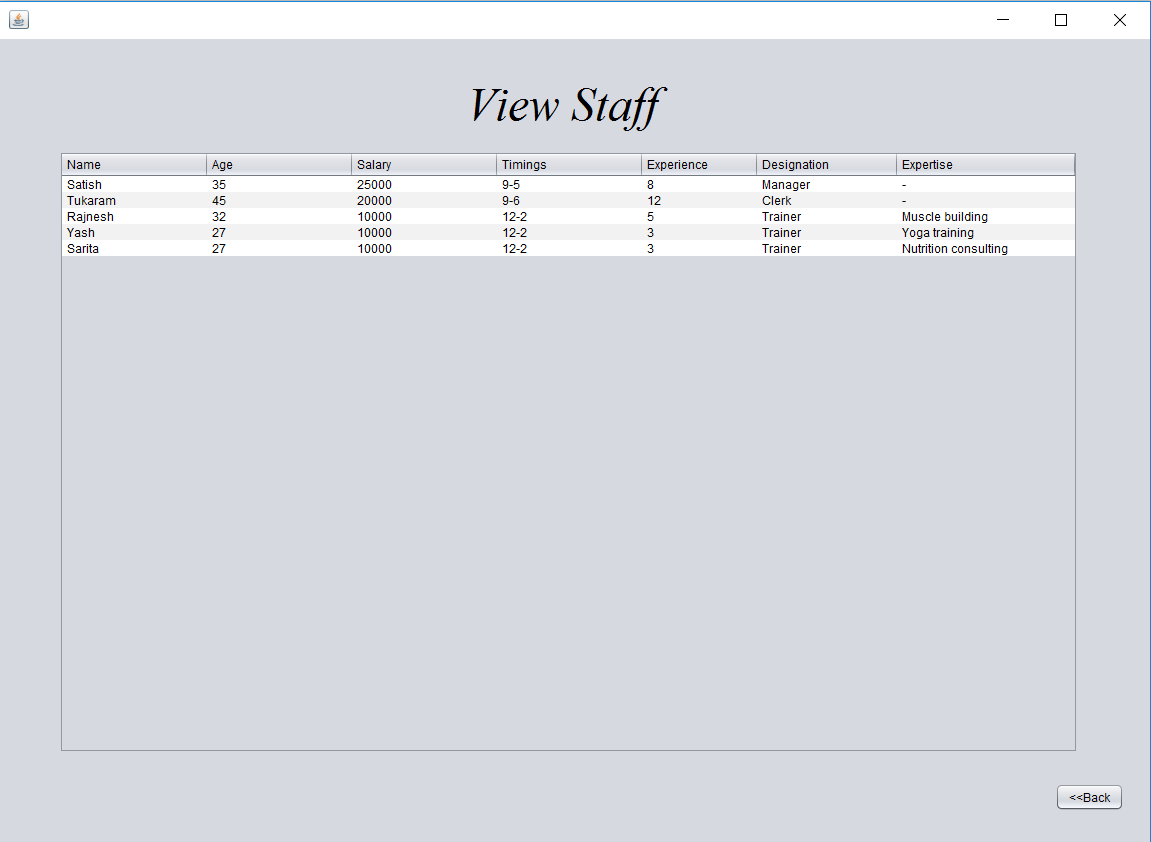 View Staff
Name Age Salary Timings Experience Designation Expertise
Satish 35 25000 9-5 8 Manager -
Tukaram 45 20000 9-6 12 Clerk -
Rajnesh 32 10000 12-2 5 Trainer Muscle building
Yash 27 10000 12-2 3 Trainer Yoga training
Sarita 27 10000 12-2 3 Trainer Nutrition consulting
<<Back